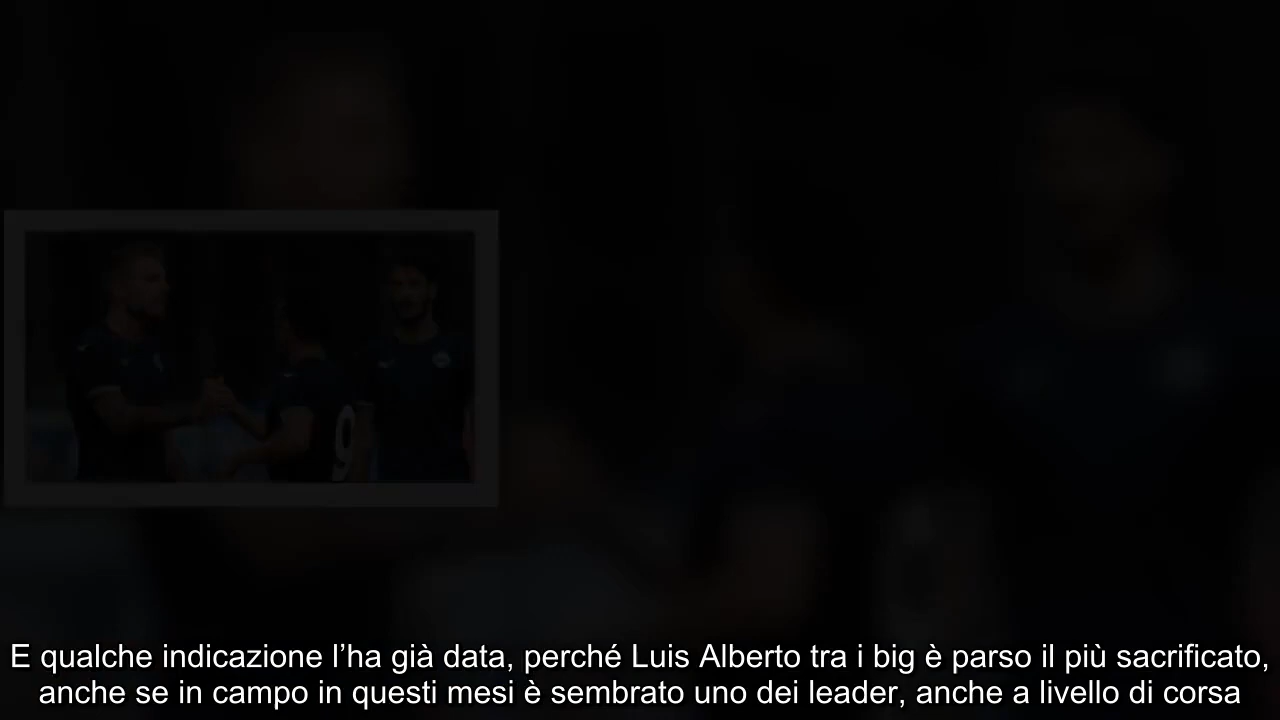 9
E qualche indicazione l’ha già data, perché Luis Alberto tra i big è parso il più sacrificato,
anche se in campo in questi mesi è sembrato uno dei leader, anche a livello di corsa